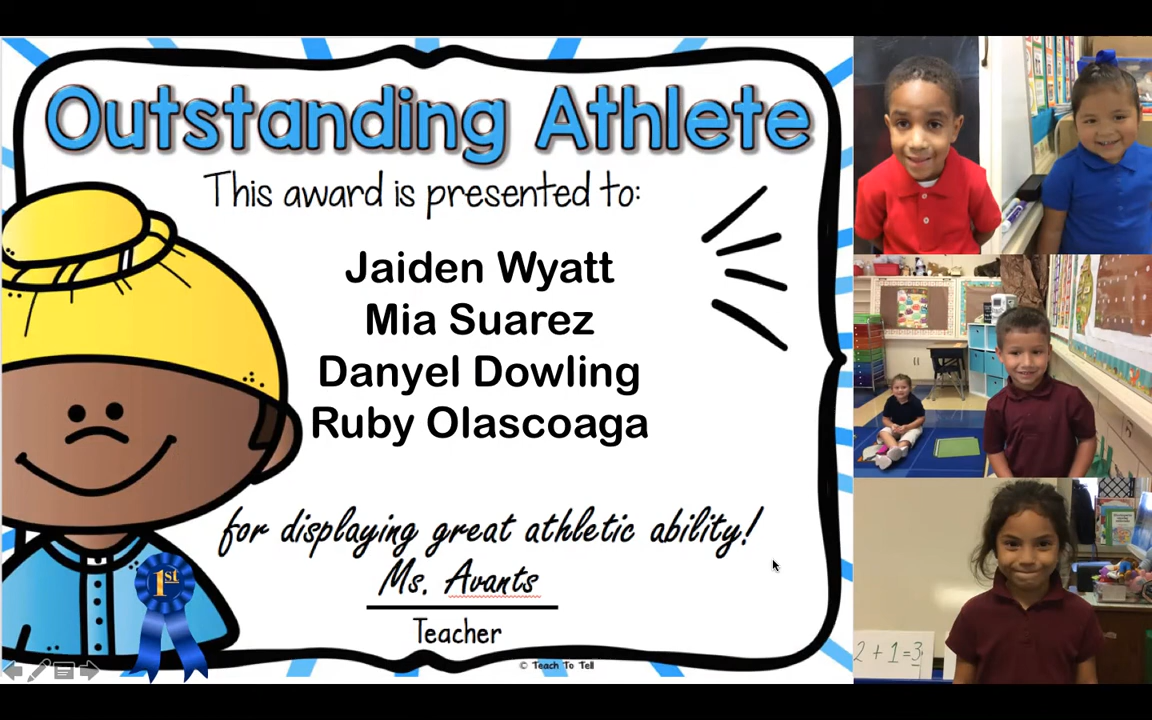 Outstanding Athlete
This award is presented to:
Jaiden Wyatt
Mia Suarez
Danyel Dowling
Ruby Olascoaga
for displaying great athletic ability!
Ms. Avants
Teacher
© Teach To Tell
1st
2 + 1 = 3